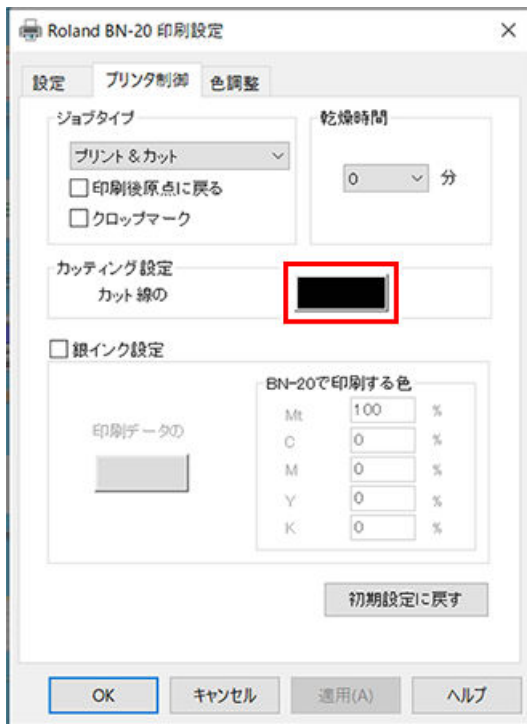 Roland BN-20 印刷設定
設定 プリンタ制御 色調整
ジョブタイプ
プリント & カット
印刷後原点に戻る
クロップマーク
乾燥時間
0 分
カッティング設定
カット線の
銀インク設定
印刷データの
BN-20で印刷する色
Mt 100 %
C 0 %
M 0 %
Y 0 %
K 0 %
初期設定に戻す
OK キャンセル 適用(A) ヘルプ